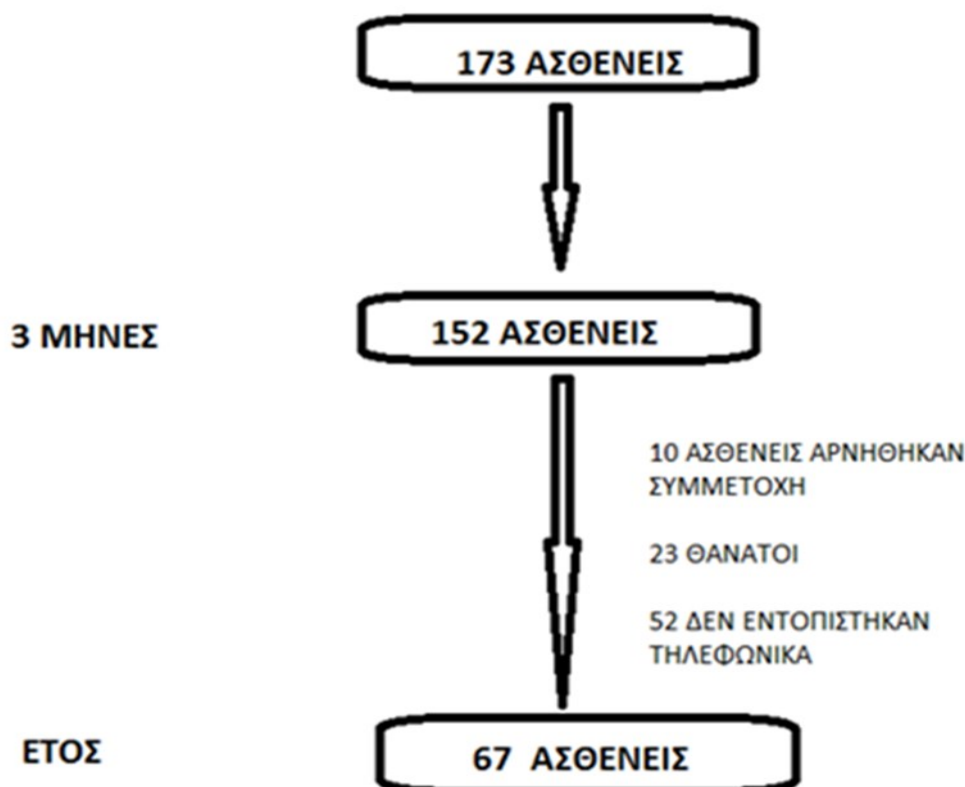 173 ΑΣΘΕΝΕΙΣ
3 ΜΗΝΕΣ
152 ΑΣΘΕΝΕΙΣ
10 ΑΣΘΕΝΕΙΣ ΑΡΝΗΘΗΚΑΝ
ΣΥΜΜΕΤΟΧΗ
23 ΘΑΝΑΤΟΙ
52 ΔΕΝ ΕΝΤΟΠΙΣΤΗΚΑΝ
ΤΗΛΕΦΩΝΙΚΑ
ΕΤΟΣ
67 ΑΣΘΕΝΕΙΣ